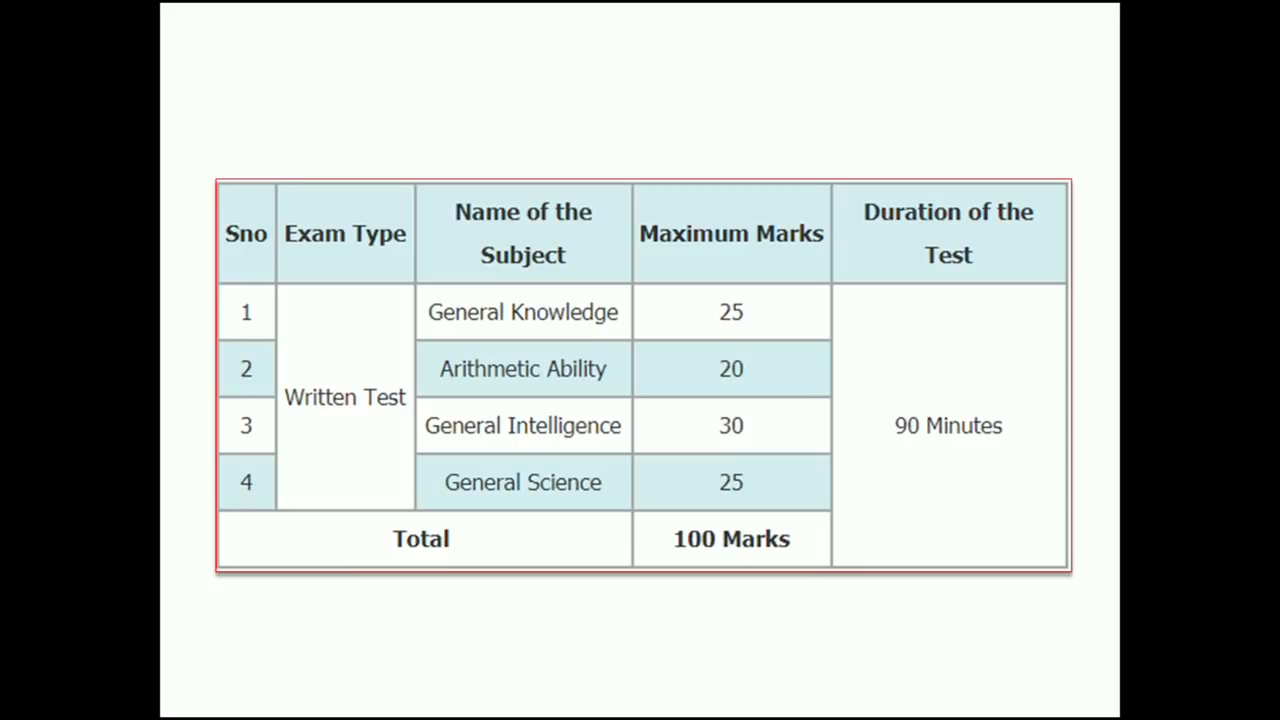 Sno Exam Type Name of the Subject Maximum Marks Duration of the Test
1 Written Test General Knowledge 25 90 Minutes
2 Arithmetic Ability 20
3 General Intelligence 30
4 General Science 25
Total 100 Marks